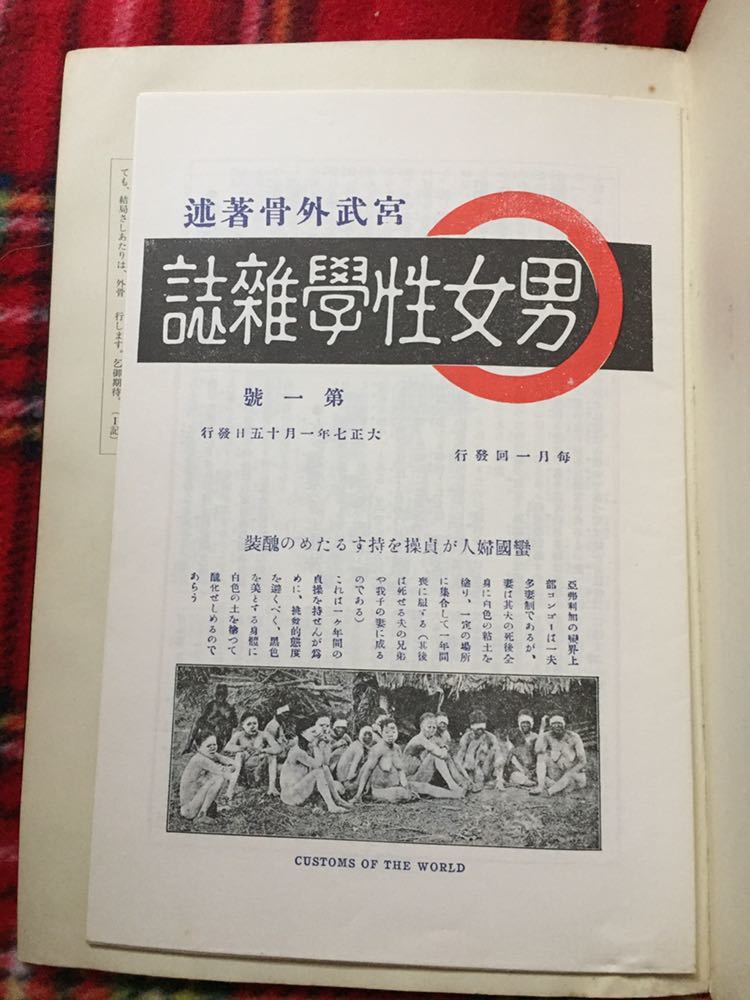 宮武外骨著述
男女性學雜誌
第一號
大正七年一月十五日發行
每月一回發行
蠻國婦人が貞操を持するための醜裝
亞弗利加の蠻界上
部コンゴーは一夫
多妻制であるが、
妻は其夫の死後全
身に白色の粘土を
塗り、一定の場所
に集合して一年間
喪に服する(其後
は死せる夫の兄弟
や我子の妻に成る
のである)
これは一ケ年間の
貞操を持せんが爲
めに、挑發的態度
を避くべく、黑色
を美とする身體に
白色の土を塗つて
醜化せしめるので
あらう
CUSTOMS OF THE WORLD
ても、結局さしあたりは、外骨
行します。乞御期待。